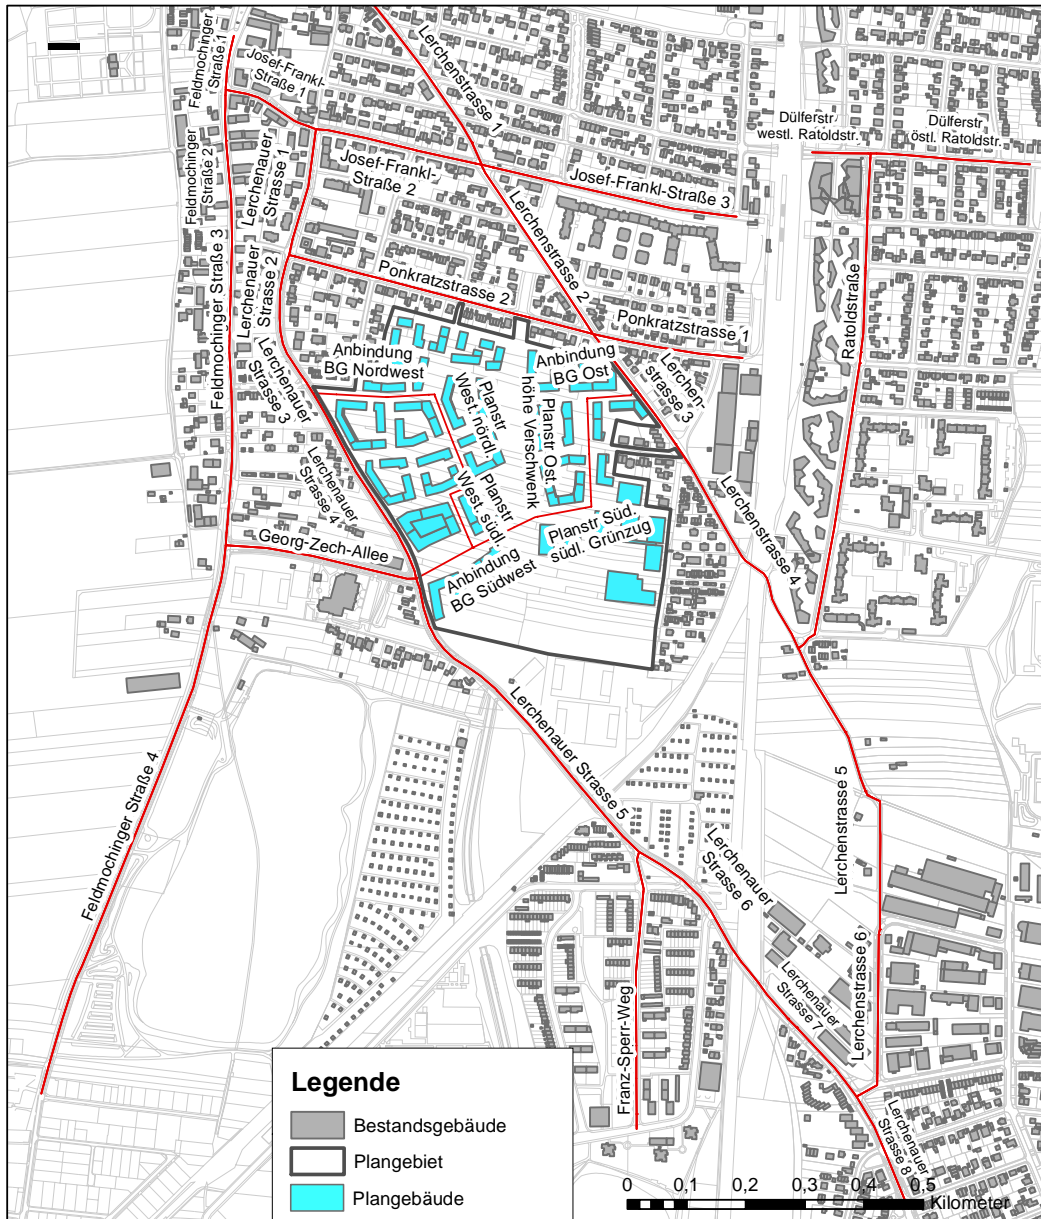 Feldmochinger
Straße 1
Josef-Frankl-
Straße 1
Lerchenstrasse 1
Dülferstr.
westl. Ratoldstr.
Dülferstr.
östl. Ratoldstr.
Feldmochinger
Straße 2
Lerchenauer
Strasse 1
Josef-Frankl-
Straße 2
Josef-Frankl-Straße 3
Lerchenstrasse 2
Feldmochinger Straße 3
Lerchenauer
Strasse 2
Ponkratzstrasse 2
Ponkratzstrasse 1
Ratoldstraße
Anbindung
BG Nordwest
Anbindung
BG Ost
Lerchen-
strasse 3
Lerchenauer
Strasse 3
Planstr
West. nördl.
Planstr Ost.
höhe Verschwenk
Lerchenauer
Strasse 4
Planstr
West. südl.
Planstr Süd.
südl. Grünzug
Lerchenstrasse 4
Georg-Zech-Allee
Anbindung
BG Südwest
Lerchenauer Strasse 5
Feldmochinger Straße 4
Lerchenstrasse 5
Lerchenauer
Strasse 6
Lerchenstrasse 6
Lerchenauer
Strasse 7
Franz-Sperr-Weg
Lerchenauer
Strasse 8
Legende
Bestandsgebäude
Plangebiet
Plangebäude
0 0,1 0,2 0,3 0,4 0,5
Kilometer